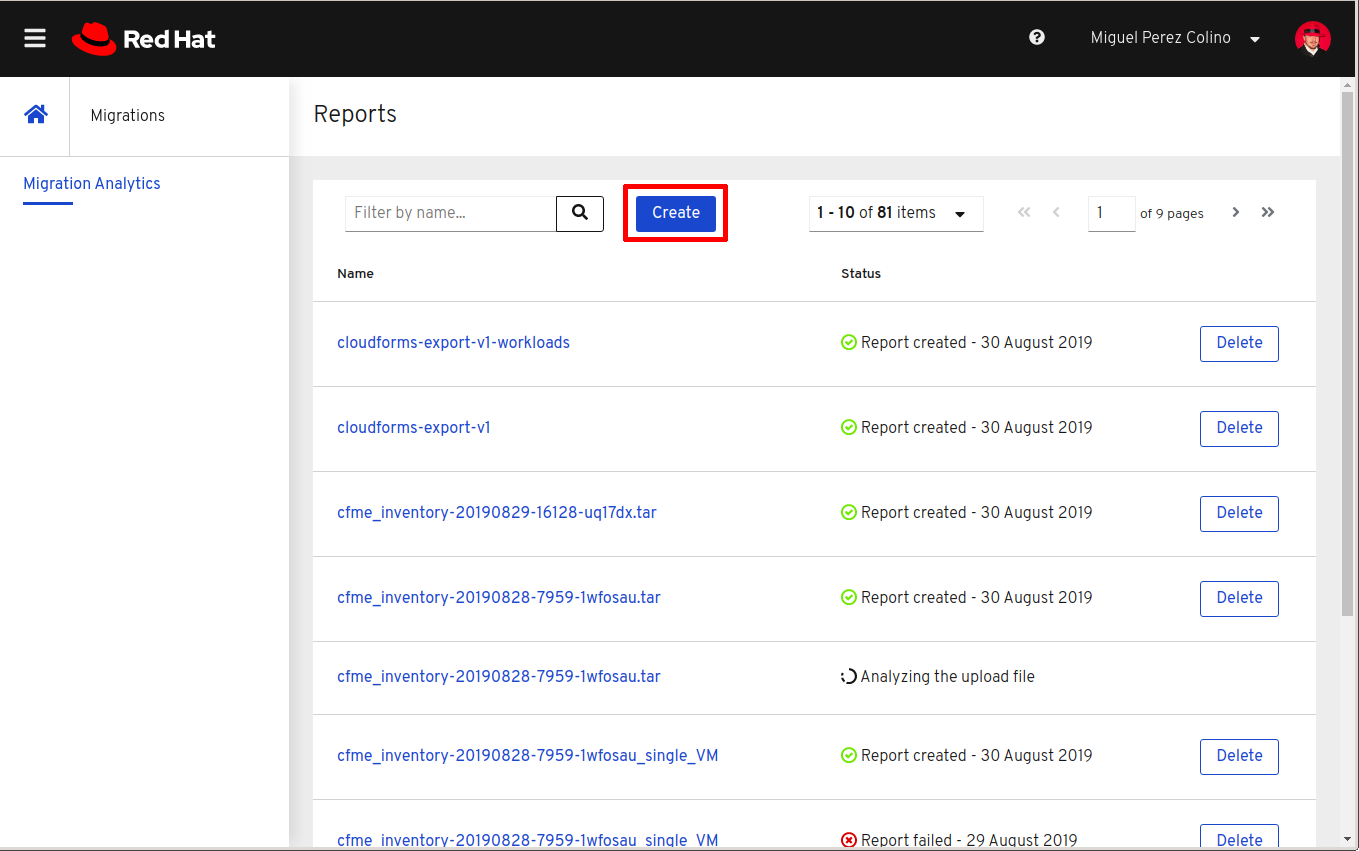 Red Hat
Miguel Perez Colino
Migrations
Reports
Migration Analytics
Filter by name...
Create
1 - 10 of 81 items
1
of 9 pages
Name Status
cloudforms-export-v1-workloads Report created - 30 August 2019 Delete
cloudforms-export-v1 Report created - 30 August 2019 Delete
cfme_inventory-20190829-16128-uq17dx.tar Report created - 30 August 2019 Delete
cfme_inventory-20190828-7959-1wfosau.tar Report created - 30 August 2019 Delete
cfme_inventory-20190828-7959-1wfosau.tar Analyzing the upload file
cfme_inventory-20190828-7959-1wfosau_single_VM Report created - 30 August 2019 Delete
cfme_inventory-20190828-7959-1wfosau_single_VM Report failed - 29 August 2019 Delete